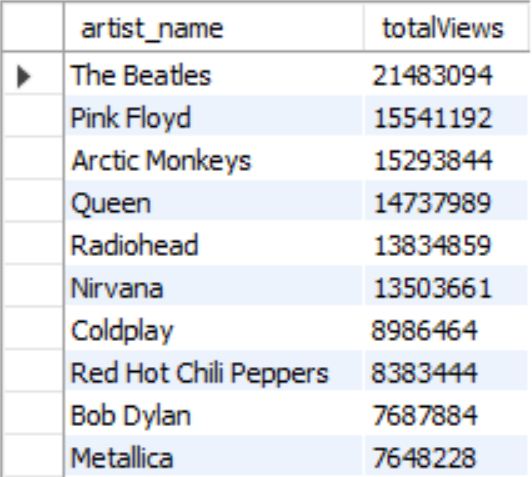 artist_name totalViews
The Beatles 21483094
Pink Floyd 15541192
Arctic Monkeys 15293844
Queen 14737989
Radiohead 13834859
Nirvana 13503661
Coldplay 8986464
Red Hot Chili Peppers 8383444
Bob Dylan 7687884
Metallica 7648228